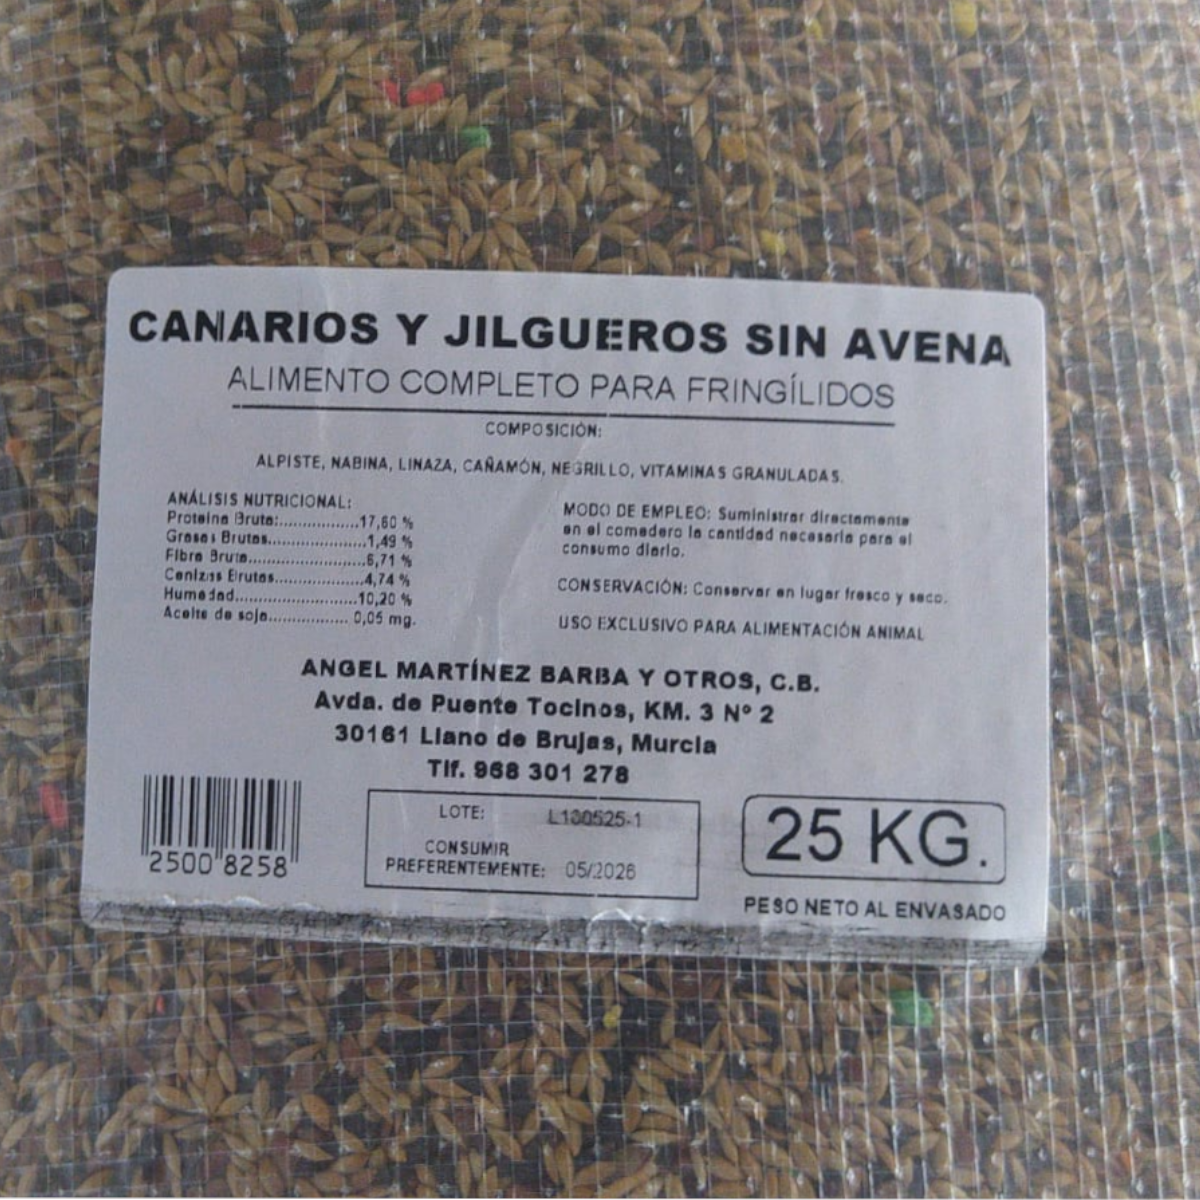 CANARIOS Y JILGUEROS SIN AVENA
ALIMENTO COMPLETO PARA FRINGÍLIDOS
COMPOSICIÓN:
ALPISTE, NABINA, LINAZA, CAÑAMÓN, NEGRILLO, VITAMINAS GRANULADAS.
ANÁLISIS NUTRICIONAL:
Proteina Bruta:..............17,60 %
Grasas Brutas.................1,49 %
Fibra Bruta.....................6,71 %
Cenizas Brutas...............4,74 %
Humedad.....................10,20 %
Aceite de soja.............. 0,05 mg.
MODO DE EMPLEO: Suministrar directamente
en el comedero la cantidad necesaria para el
consumo diario.
CONSERVACIÓN: Conservar en lugar fresco y seco.
USO EXCLUSIVO PARA ALIMENTACIÓN ANIMAL
ANGEL MARTÍNEZ BARBA Y OTROS, C.B.
Avda. de Puente Tocinos, KM. 3 Nº 2
30161 Llano de Brujas, Murcia
Tlf. 968 301 278
2500 8258
LOTE: L100525-1
CONSUMIR
PREFERENTEMENTE: 05/2026
25 KG.
PESO NETO AL ENVASADO